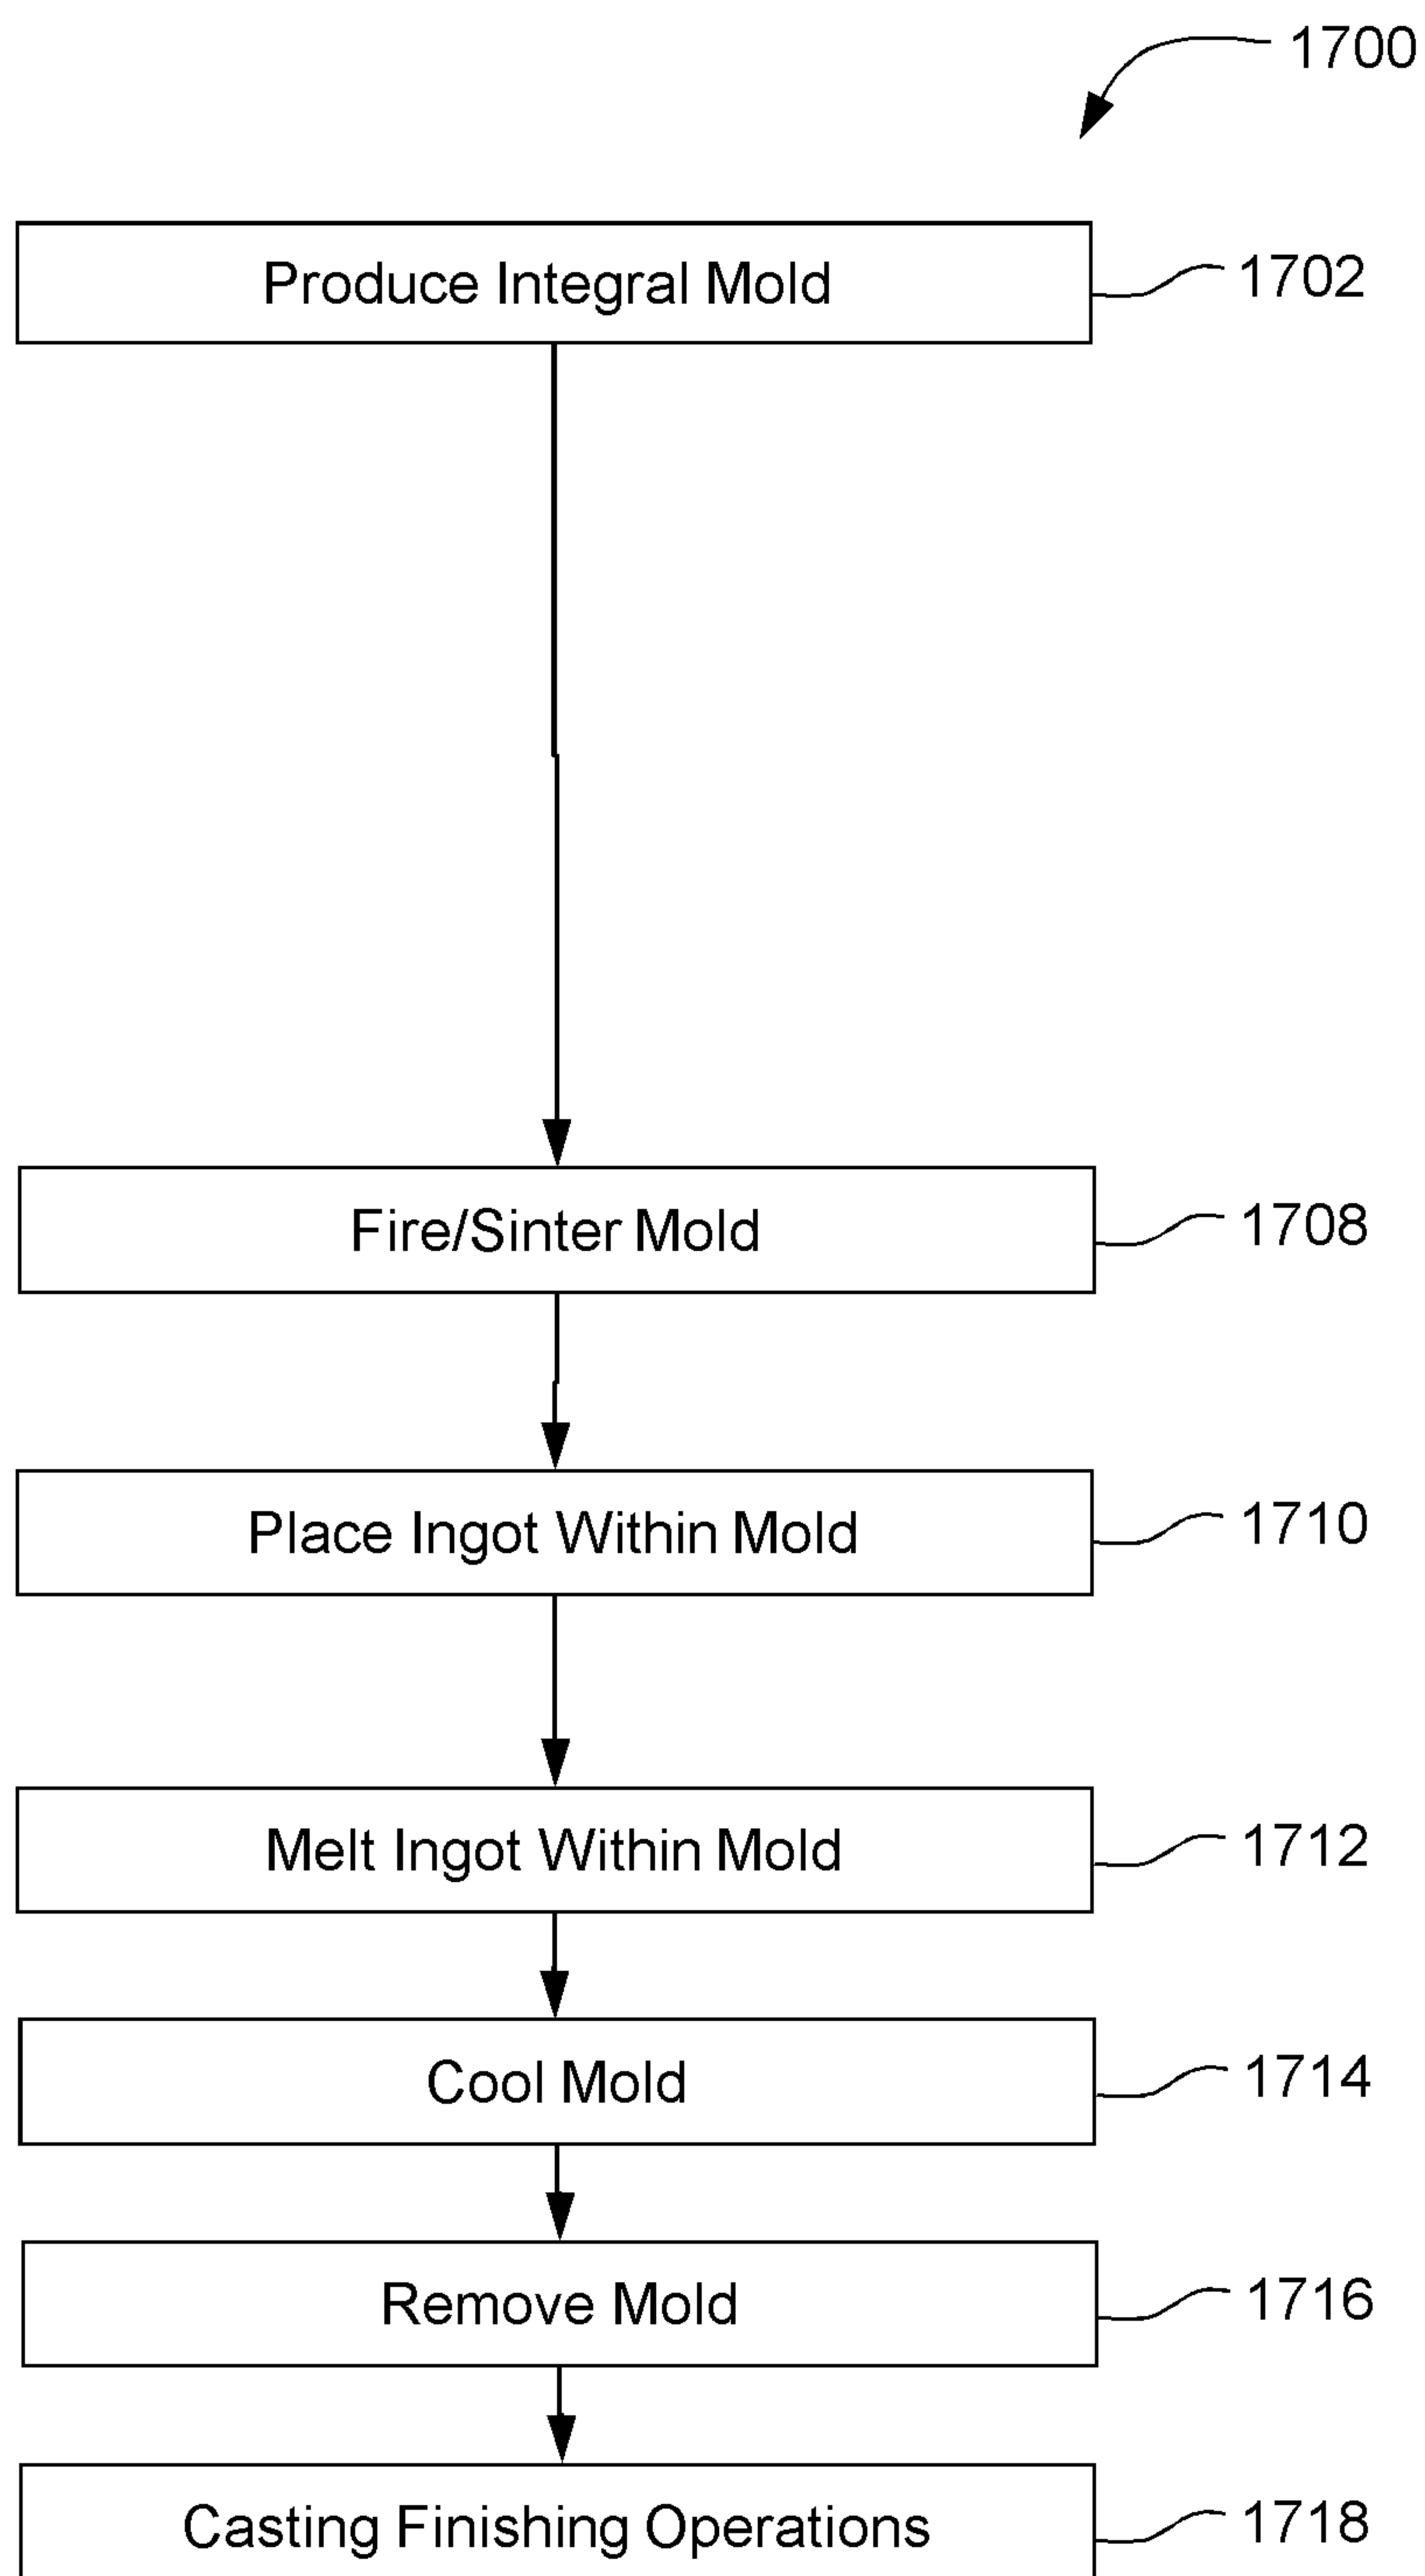 1700
Produce Integral Mold 1702
Fire/Sinter Mold 1708
Place Ingot Within Mold 1710
Melt Ingot Within Mold 1712
Cool Mold 1714
Remove Mold 1716
Casting Finishing Operations 1718